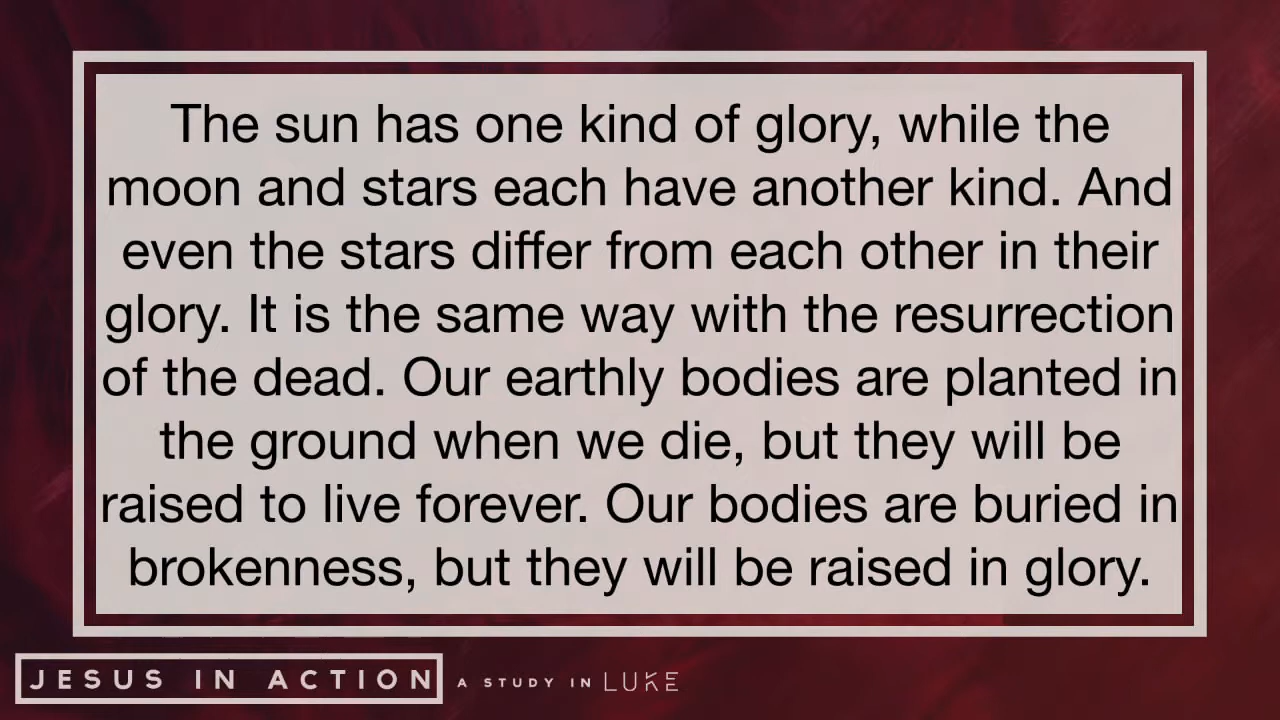 The sun has one kind of glory, while the
moon and stars each have another kind. And
even the stars differ from each other in their
glory. It is the same way with the resurrection
of the dead. Our earthly bodies are planted in
the ground when we die, but they will be
raised to live forever. Our bodies are buried in
brokenness, but they will be raised in glory.
JESUS IN ACTION A STUDY IN LUKE